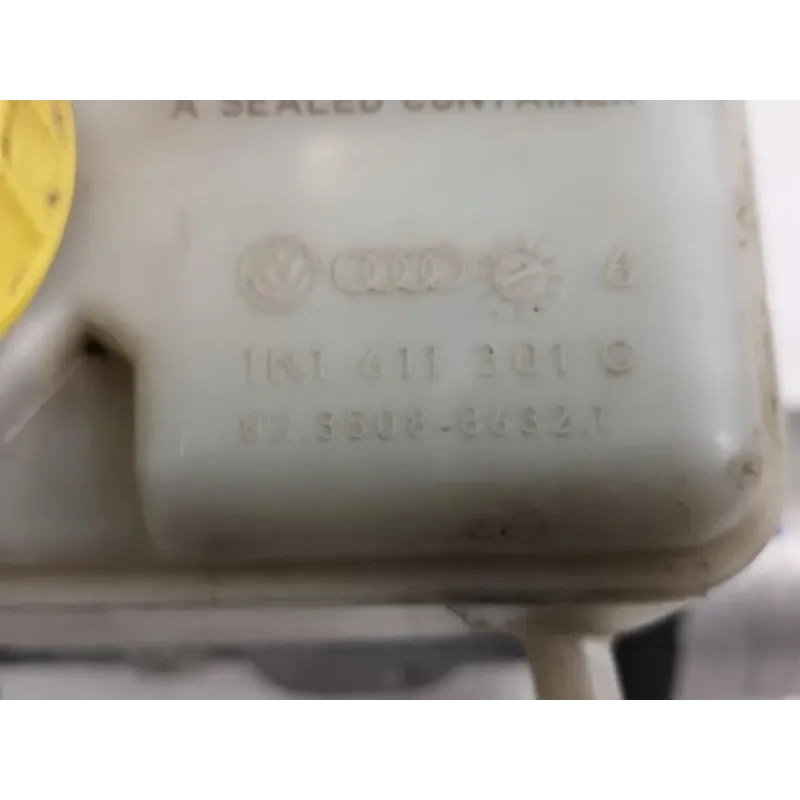 A SEALED CONTAINER
6
1K1 611 301 G
03.3508-8632.1